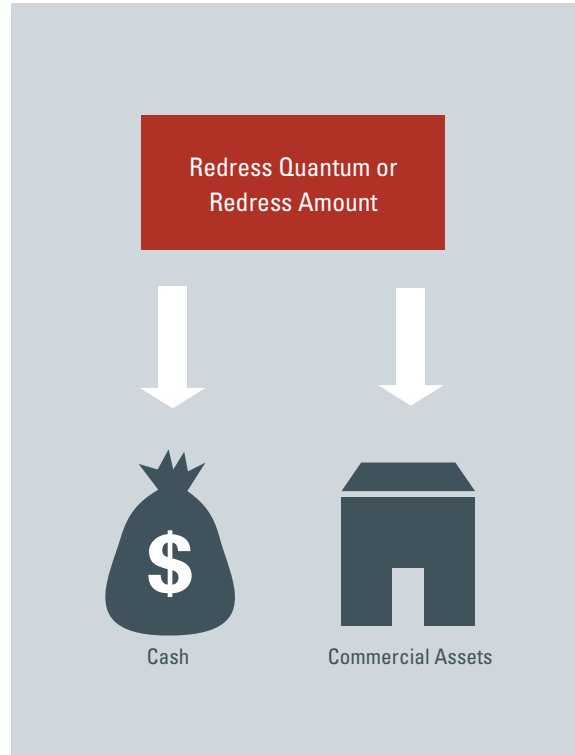 Redress Quantum or
Redress Amount
$
Cash
Commercial Assets